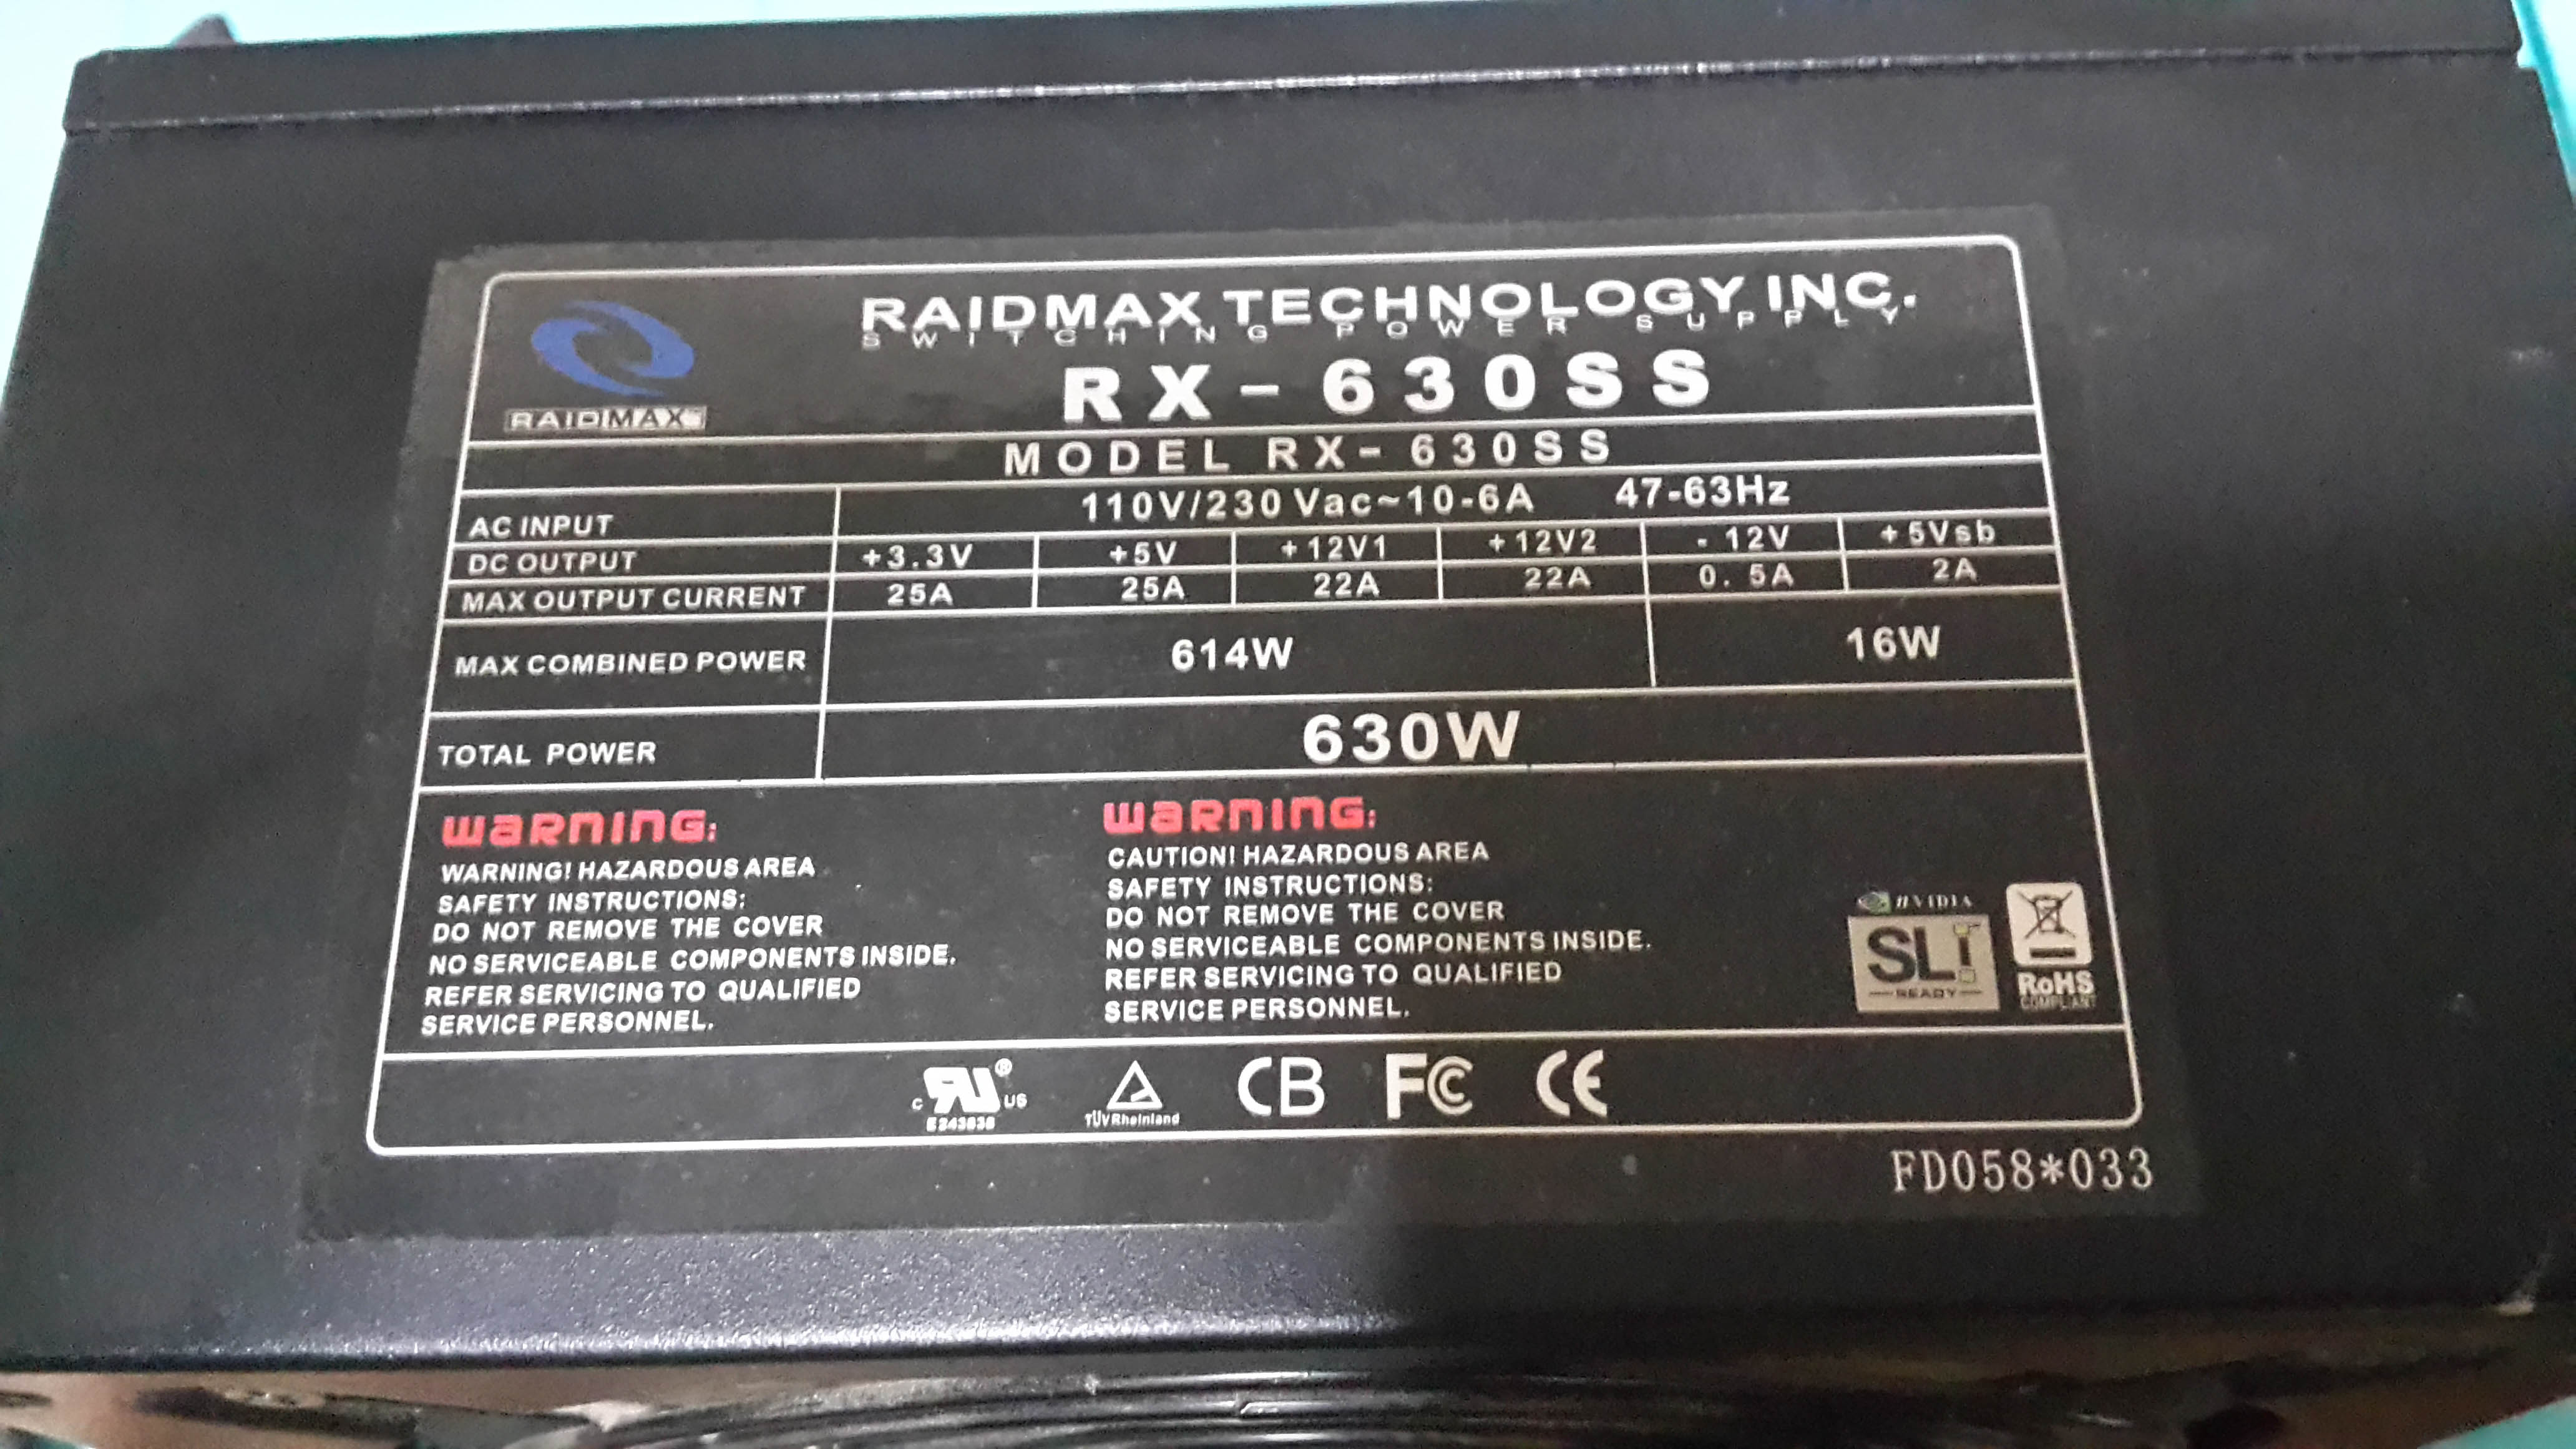 RAIDMAX TECHNOLOGY INC.
SWITCHING POWER SUPPLY
RAIDMAX™
RX-630SS
MODEL RX-630SS
AC INPUT 110V/230 Vac~10-6A 47-63Hz
DC OUTPUT +3.3V +5V +12V1 +12V2 -12V +5Vsb
MAX OUTPUT CURRENT 25A 25A 22A 22A 0.5A 2A
MAX COMBINED POWER 614W 16W
TOTAL POWER 630W
WARNING:
WARNING! HAZARDOUS AREA
SAFETY INSTRUCTIONS:
DO NOT REMOVE THE COVER
NO SERVICEABLE COMPONENTS INSIDE.
REFER SERVICING TO QUALIFIED
SERVICE PERSONNEL.
WARNING:
CAUTION! HAZARDOUS AREA
SAFETY INSTRUCTIONS:
DO NOT REMOVE THE COVER
NO SERVICEABLE COMPONENTS INSIDE.
REFER SERVICING TO QUALIFIED
SERVICE PERSONNEL.
NVIDIA
SLI
READY
RoHS
COMPLIANT
c RU ® US
TÜVRheinland
CB
FC
CE
FD058*033